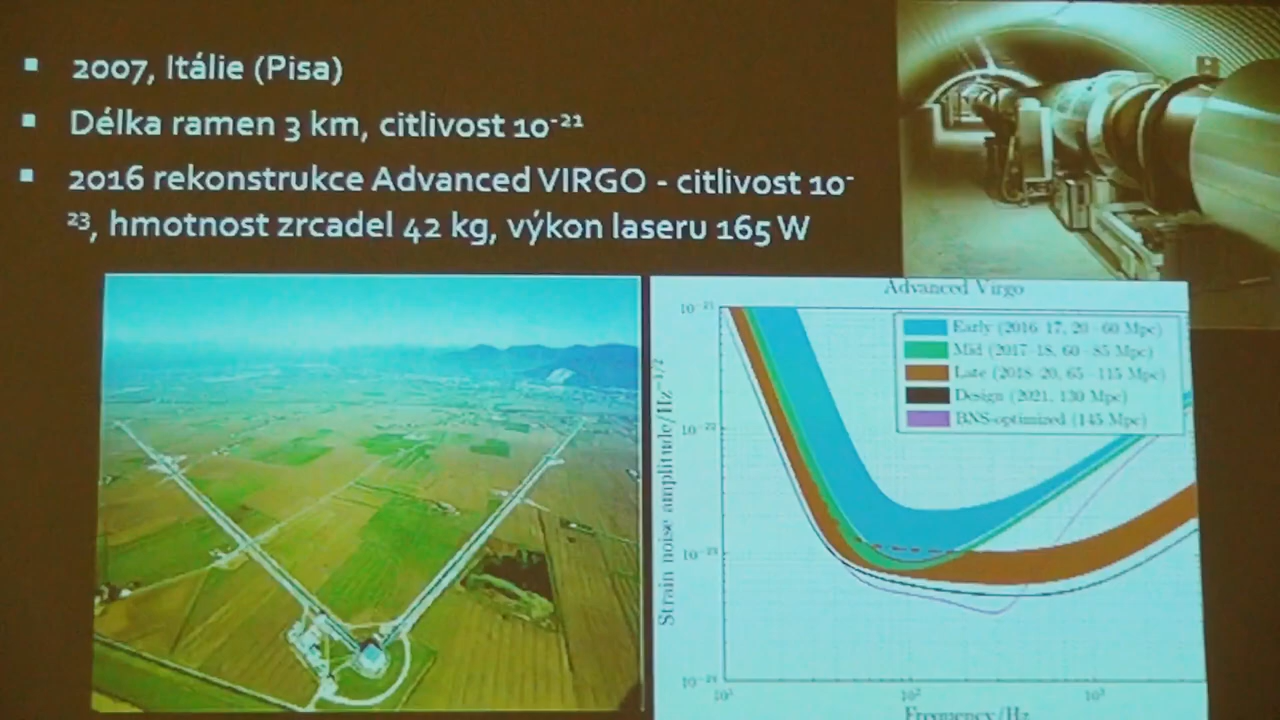 2007, Itálie (Pisa)
Délka ramen 3 km, citlivost 10⁻²¹
2016 rekonstrukce Advanced VIRGO - citlivost 10⁻
²³, hmotnost zrcadel 42 kg, výkon laseru 165 W
Advanced Virgo
10⁻²¹
Early (2016-17, 20-60 Mpc)
Mid (2017-18, 60-85 Mpc)
Late (2018-20, 65-115 Mpc)
Design (2021, 130 Mpc)
BNS-optimized (145 Mpc)
10⁻²²
10⁻²³
10⁻²⁴
Strain noise amplitude/Hz⁻¹/²
10¹ 10² 10³
Frequency/Hz